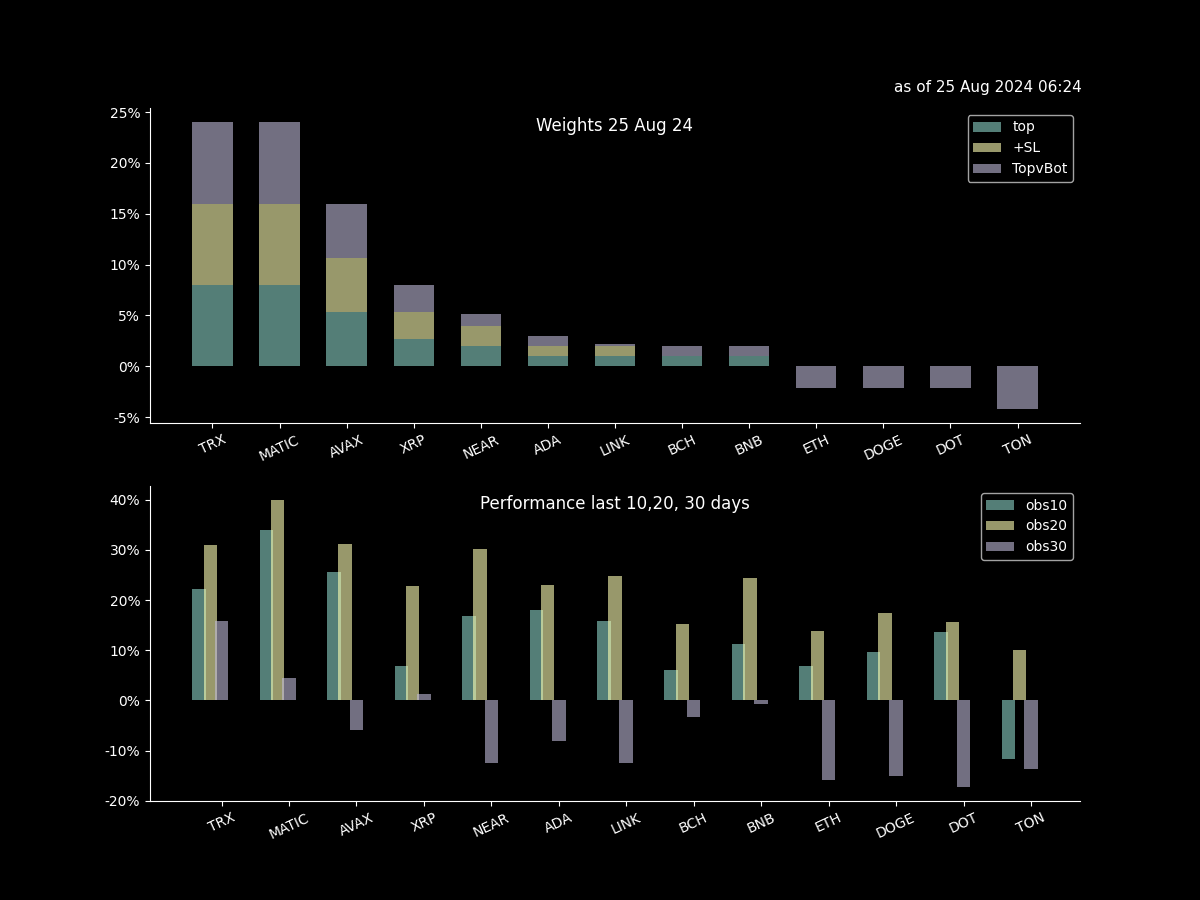 as of 25 Aug 2024 06:24
Weights 25 Aug 24
top
+SL
TopvBot
25%
20%
15%
10%
5%
0%
-5%
TRX MATIC AVAX XRP NEAR ADA LINK BCH BNB ETH DOGE DOT TON
Performance last 10,20, 30 days
obs10
obs20
obs30
40%
30%
20%
10%
0%
-10%
-20%
TRX MATIC AVAX XRP NEAR ADA LINK BCH BNB ETH DOGE DOT TON